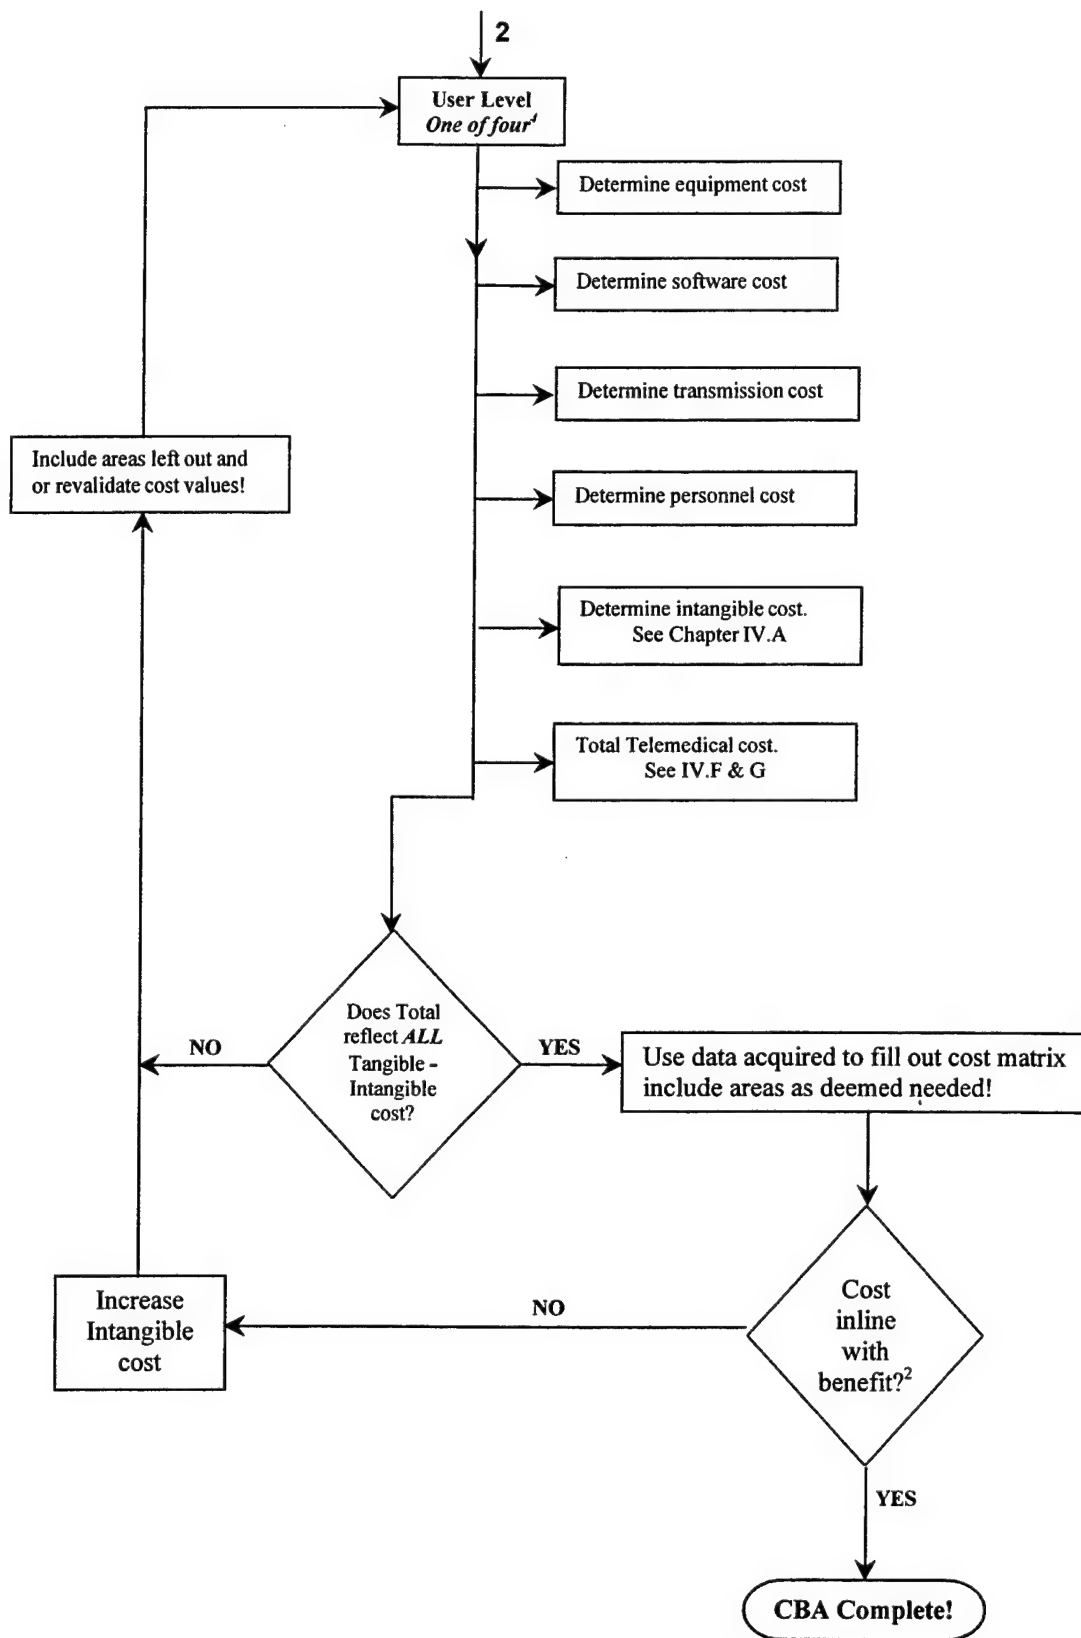 2
User Level
One of four⁴
Determine equipment cost
Determine software cost
Determine transmission cost
Include areas left out and
or revalidate cost values!
Determine personnel cost
Determine intangible cost.
See Chapter IV.A
Total Telemedical cost.
See IV.F & G
Does Total
reflect ALL
Tangible -
Intangible
cost?
NO
YES
Use data acquired to fill out cost matrix
include areas as deemed needed!
Increase
Intangible
cost
NO
Cost
inline
with
benefit?²
YES
CBA Complete!